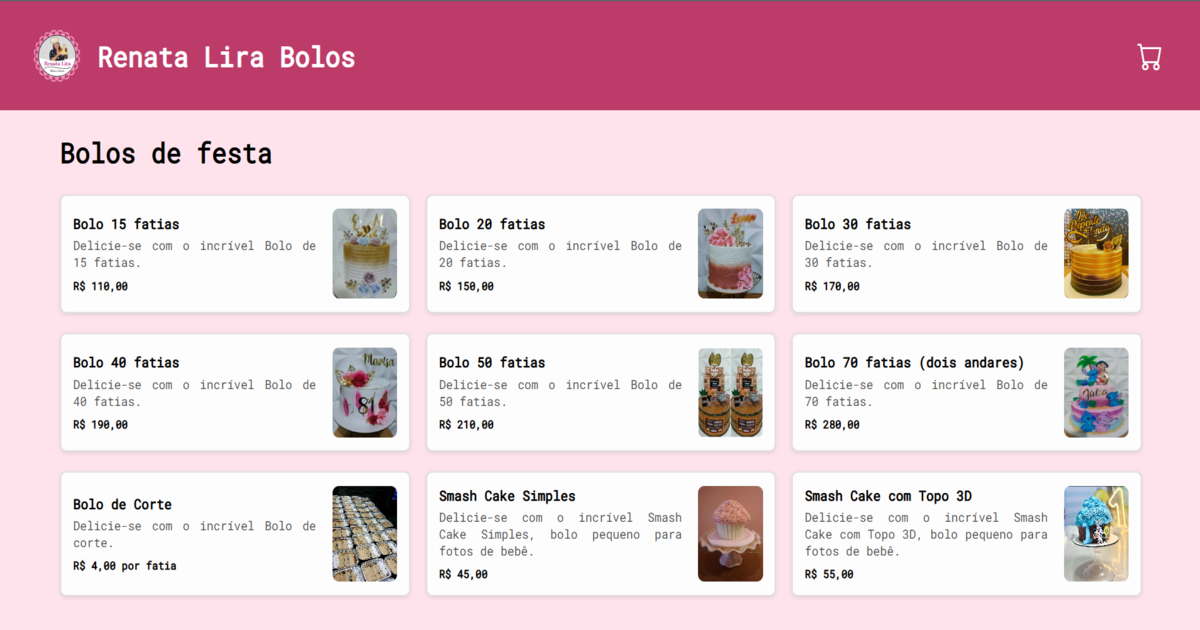 Renata Lira Bolos
Bolos de festa
Bolo 15 fatias
Delicie-se com o incrível Bolo de
15 fatias.
R$ 110,00
Bolo 20 fatias
Delicie-se com o incrível Bolo de
20 fatias.
R$ 150,00
Bolo 30 fatias
Delicie-se com o incrível Bolo de
30 fatias.
R$ 170,00
Bolo 40 fatias
Delicie-se com o incrível Bolo de
40 fatias.
R$ 190,00
81
Bolo 50 fatias
Delicie-se com o incrível Bolo de
50 fatias.
R$ 210,00
Bolo 70 fatias (dois andares)
Delicie-se com o incrível Bolo de
70 fatias.
R$ 280,00
Bolo de Corte
Delicie-se com o incrível Bolo de
corte.
R$ 4,00 por fatia
Smash Cake Simples
Delicie-se com o incrível Smash
Cake Simples, bolo pequeno para
fotos de bebê.
R$ 45,00
Smash Cake com Topo 3D
Delicie-se com o incrível Smash
Cake com Topo 3D, bolo pequeno para
fotos de bebê.
R$ 55,00